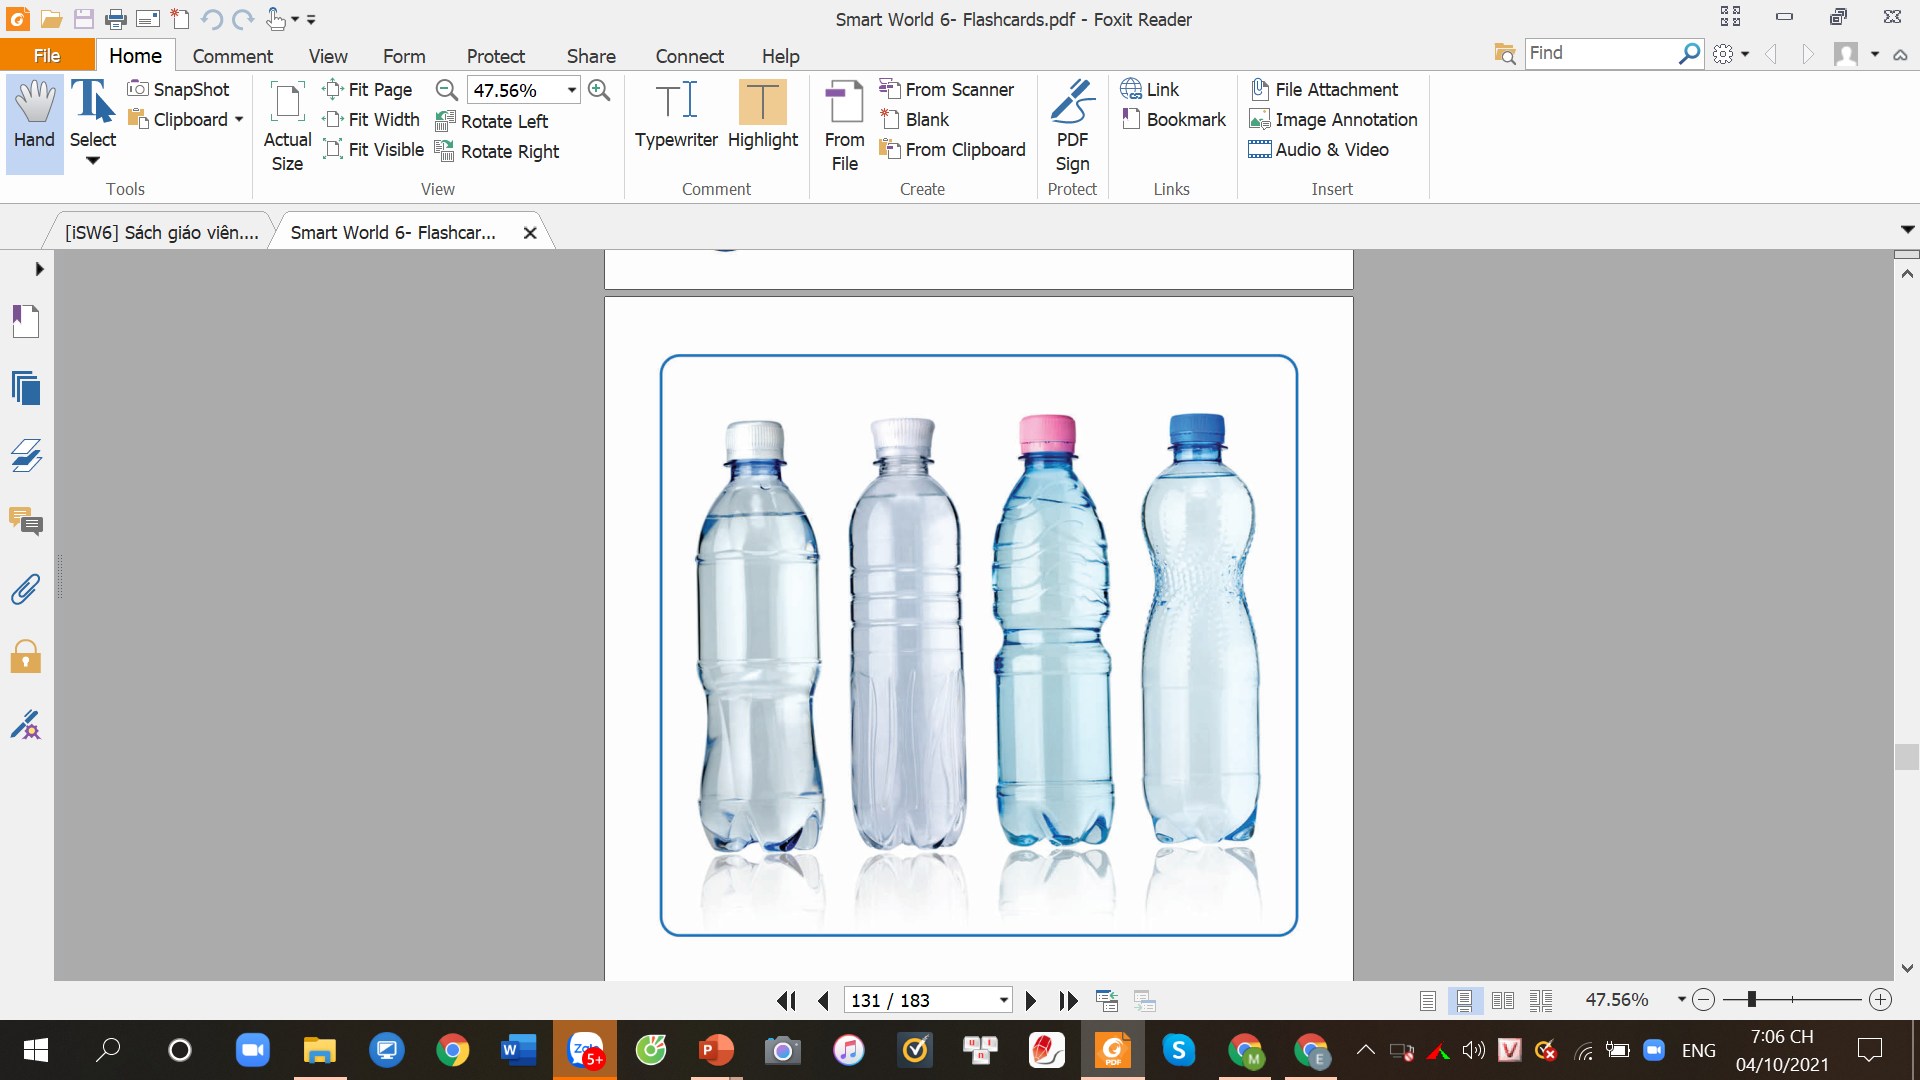 Smart World 6- Flashcards.pdf - Foxit Reader
File Home Comment View Form Protect Share Connect Help
Find
Hand
Select
SnapShot
Clipboard
Tools
Actual
Size
Fit Page
Fit Width
Fit Visible
47.56%
Rotate Left
Rotate Right
View
Typewriter
Highlight
Comment
From
File
From Scanner
Blank
From Clipboard
Create
PDF
Sign
Protect
Link
Bookmark
Links
File Attachment
Image Annotation
Audio & Video
Insert
[iSW6] Sách giáo viên....
Smart World 6- Flashcar...
131 / 183
47.56%
Zalo
5+
PDF
M
E
ENG
7:06 CH
04/10/2021